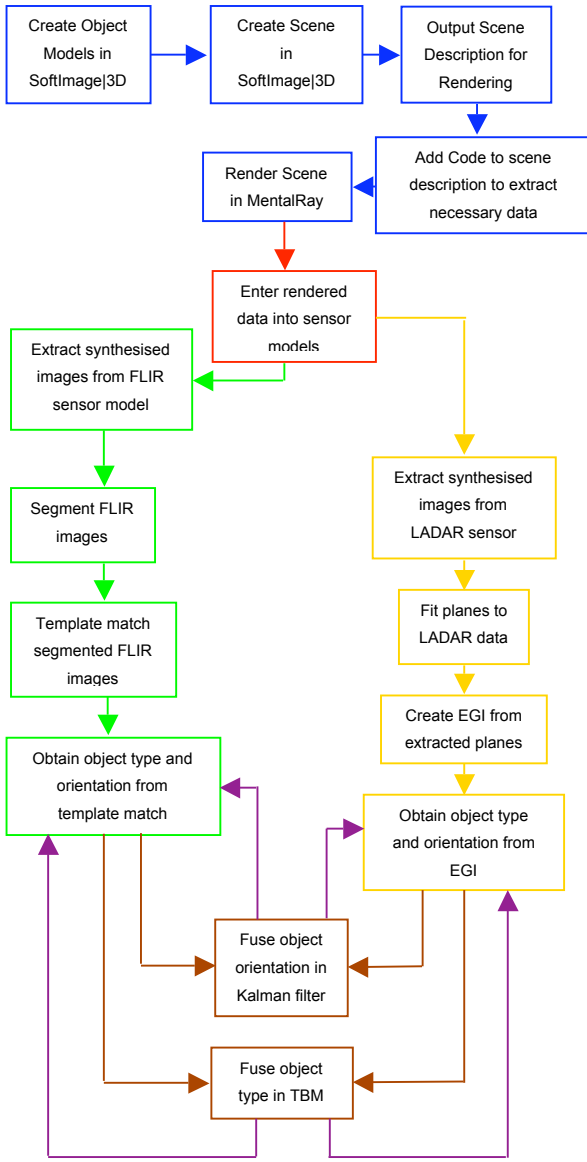 Create Object
Models in
SoftImage|3D
Create Scene
in
SoftImage|3D
Output Scene
Description for
Rendering
Add Code to scene
description to extract
necessary data
Render Scene
in MentalRay
Enter rendered
data into sensor
models
Extract synthesised
images from FLIR
sensor model
Segment FLIR
images
Template match
segmented FLIR
images
Obtain object type and
orientation from
template match
Extract synthesised
images from
LADAR sensor
Fit planes to
LADAR data
Create EGI from
extracted planes
Obtain object type
and orientation from
EGI
Fuse object
orientation in
Kalman filter
Fuse object
type in TBM